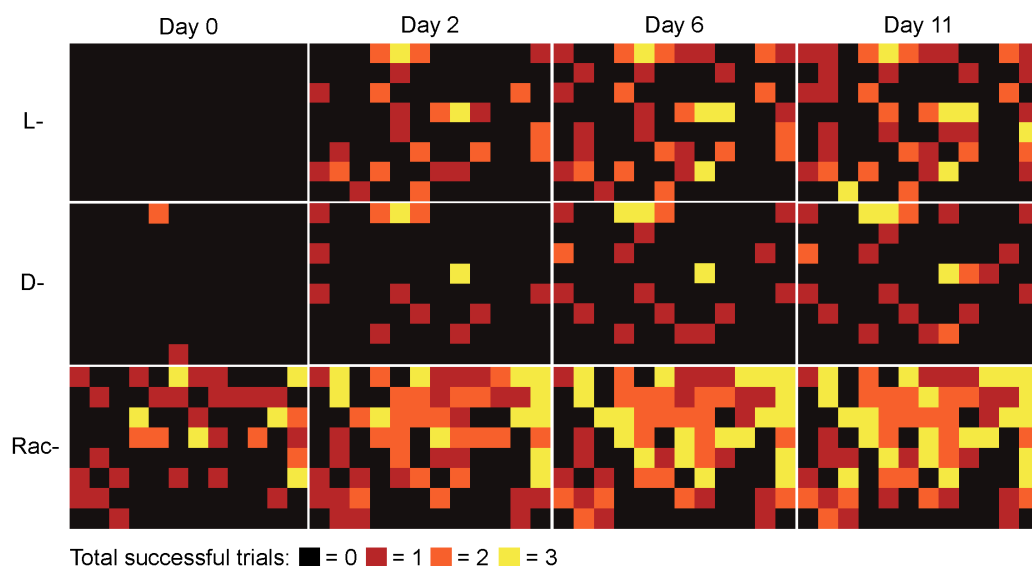 Day 0 Day 2 Day 6 Day 11
L-
D-
Rac-
Total successful trials: = 0 = 1 = 2 = 3